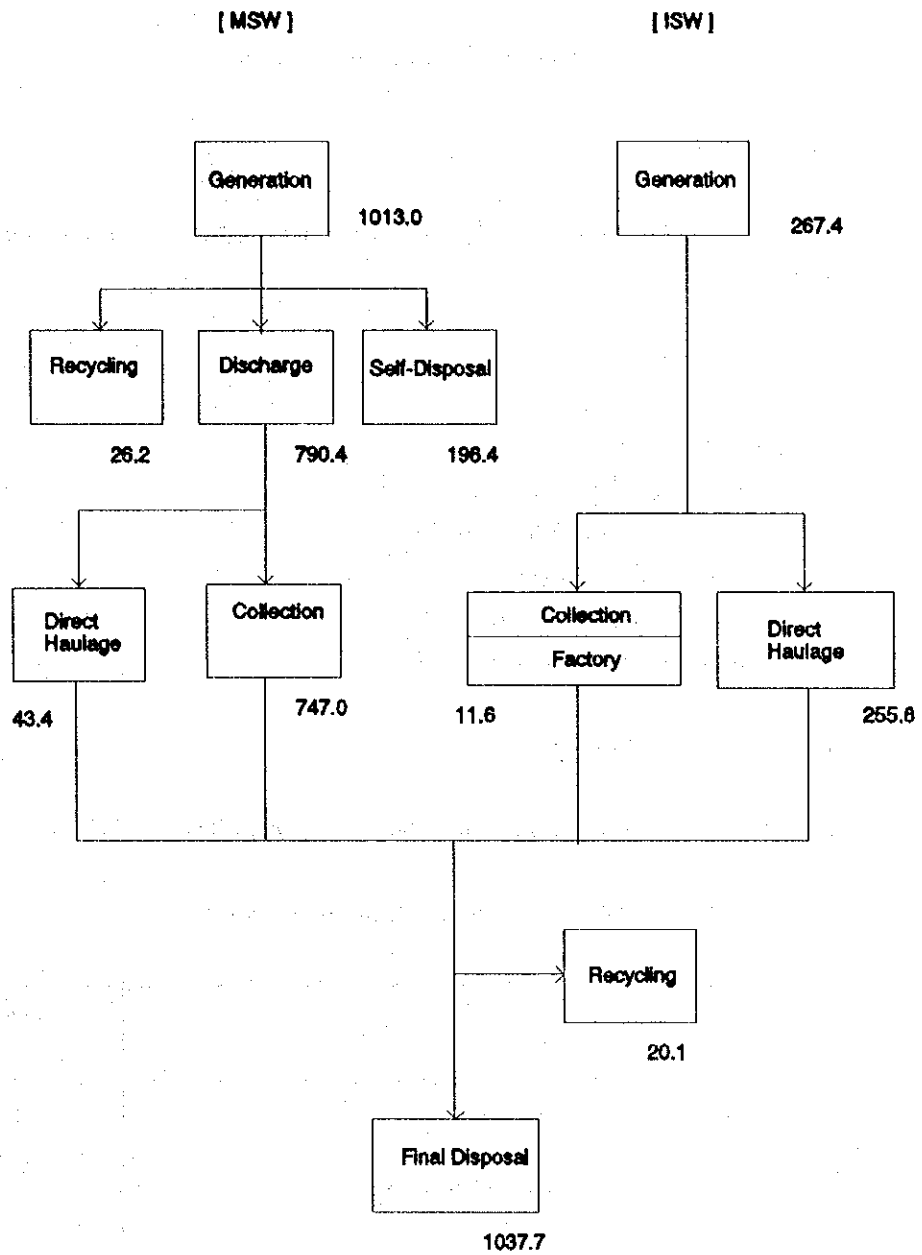 [ MSW ]
[ ISW ]
Generation
1013.0
Generation
267.4
Recycling
26.2
Discharge
790.4
Self-Disposal
196.4
Direct
Haulage
43.4
Collection
747.0
Collection
Factory
11.6
Direct
Haulage
255.8
Recycling
20.1
Final Disposal
1037.7